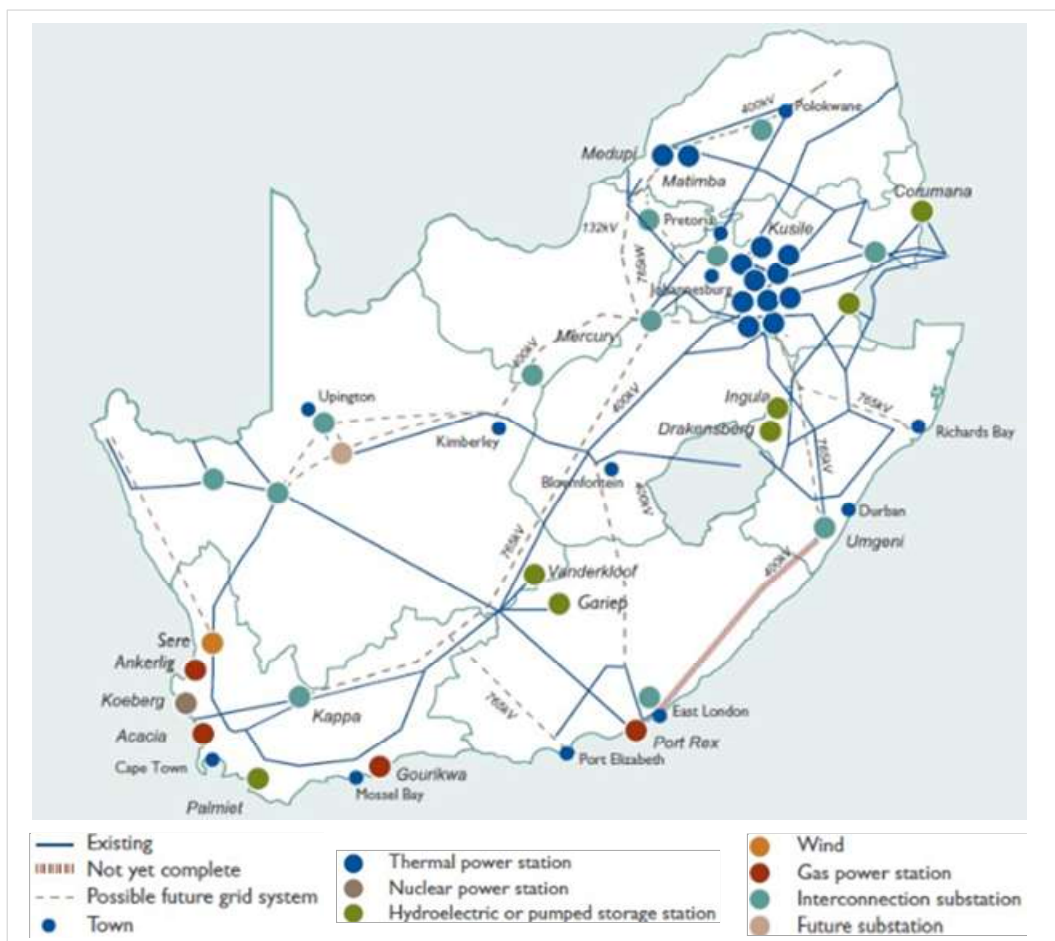 400kV
Polokwane
Medupi
Matimba
Corumana
Pretoria
132kV
Kusile
765kW
Johannesburg
Mercury
400kV
Upington
400kV
Ingula
765kV
Kimberley
Drakensberg
Richards Bay
765kV
Bloemfontein
400kV
Durban
Umgeni
765kV
400kV
Vanderkloof
Gariep
Sere
Ankerlig
Koeberg
Kappa
765kV
East London
Acacia
Port Rex
Cape Town
Port Elizabeth
Gourikwa
Mossel Bay
Palmiet
Existing
Not yet complete
Possible future grid system
Town
Thermal power station
Nuclear power station
Hydroelectric or pumped storage station
Wind
Gas power station
Interconnection substation
Future substation